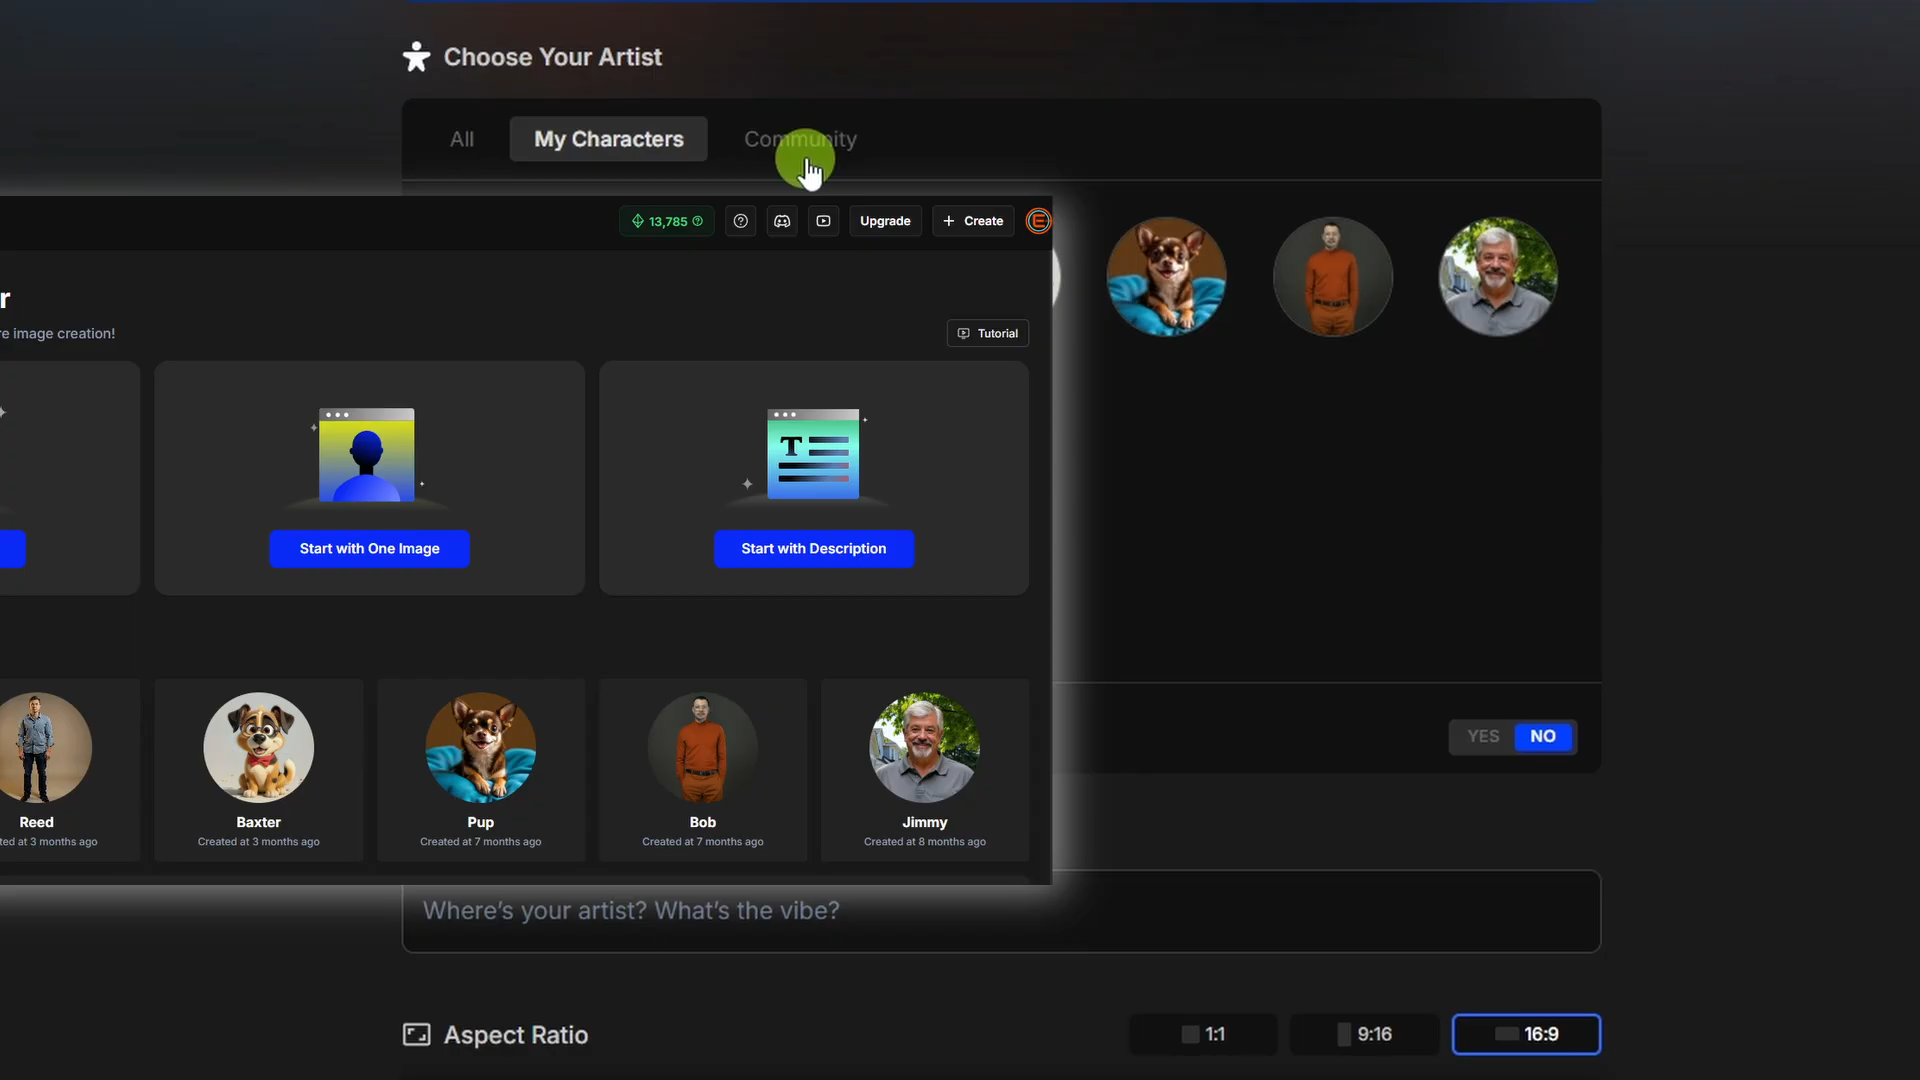 Choose Your Artist
All
My Characters
Community
13,785
Upgrade
+ Create
r
re image creation!
Tutorial
T
Start with One Image
Start with Description
YES
NO
Reed
ted at 3 months ago
Baxter
Created at 3 months ago
Pup
Created at 7 months ago
Bob
Created at 7 months ago
Jimmy
Created at 8 months ago
Where's your artist? What's the vibe?
Aspect Ratio
1:1
9:16
16:9